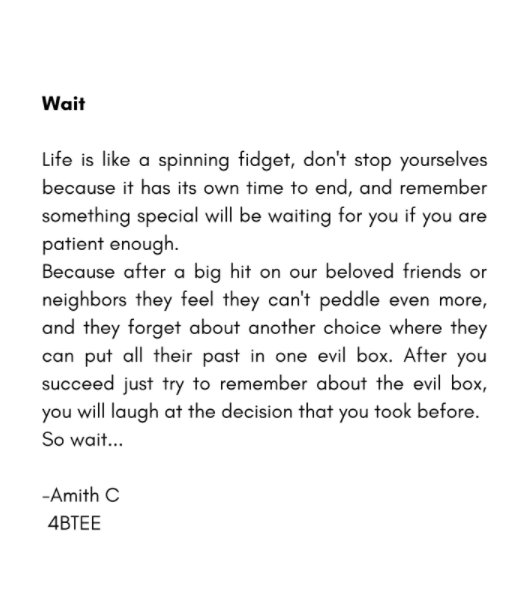 Wait
Life is like a spinning fidget, don't stop yourselves
because it has its own time to end, and remember
something special will be waiting for you if you are
patient enough.
Because after a big hit on our beloved friends or
neighbors they feel they can't peddle even more,
and they forget about another choice where they
can put all their past in one evil box. After you
succeed just try to remember about the evil box,
you will laugh at the decision that you took before.
So wait...
-Amith C
4BTEE